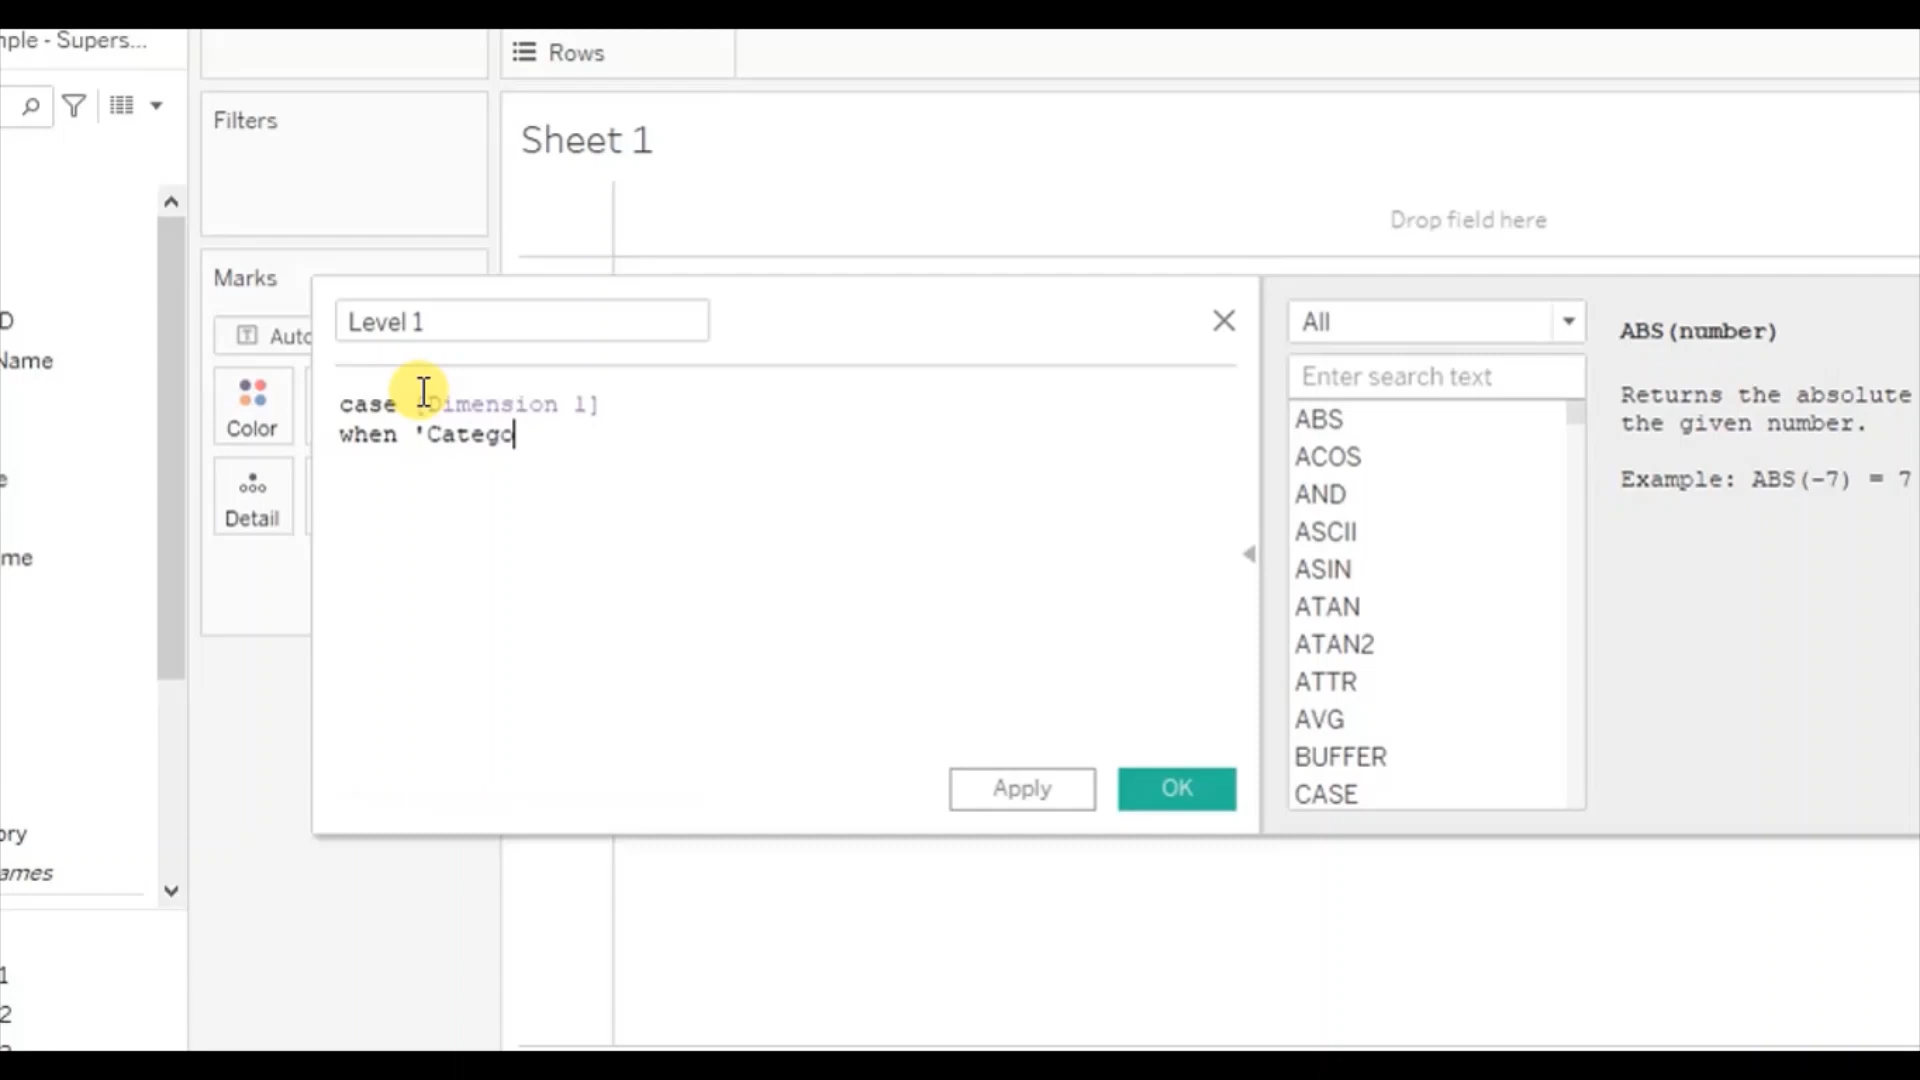 mple - Supers...
Rows
Filters
Sheet 1
Drop field here
Marks
Level 1
All
ABS(number)
Auto
D
Name
Enter search text
Returns the absolute
the given number.
Example: ABS(-7) = 7
case [Dimension 1]
when 'Catego
Color
Detail
e
me
ABS
ACOS
AND
ASCII
ASIN
ATAN
ATAN2
ATTR
AVG
BUFFER
CASE
Apply
OK
ory
ames
1
2